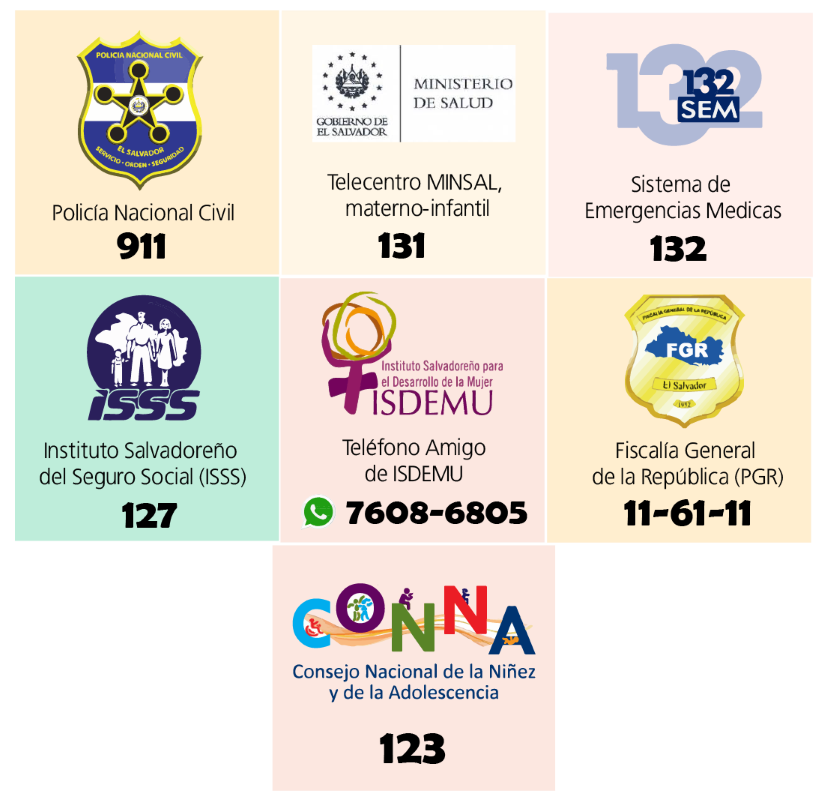 POLICIA NACIONAL CIVIL
EL SALVADOR
SERVICIO - ORDEN - SEGURIDAD
Policía Nacional Civil
911
GOBIERNO DE
EL SALVADOR
MINISTERIO
DE SALUD
Telecentro MINSAL,
materno-infantil
131
132
132
SEM
Sistema de
Emergencias Medicas
132
ISSS
Instituto Salvadoreño
del Seguro Social (ISSS)
127
Instituto Salvadoreño para
el Desarrollo de la Mujer
ISDEMU
Teléfono Amigo
de ISDEMU
7608-6805
FISCALÍA GENERAL DE LA REPÚBLICA
FGR
El Salvador
1952
Fiscalía General
de la República (PGR)
11-61-11
CONNA
Consejo Nacional de la Niñez
y de la Adolescencia
123